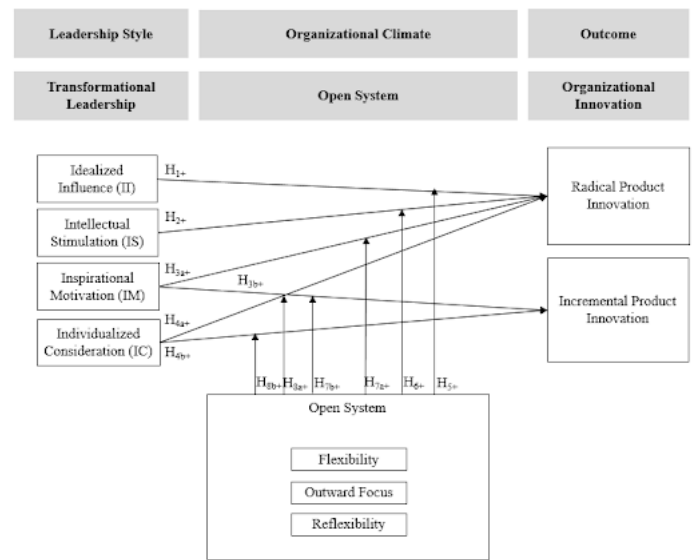 Leadership Style
Organizational Climate
Outcome
Transformational
Leadership
Open System
Organizational
Innovation
Idealized
Influence (II)
H1+
Radical Product
Innovation
Intellectual
Stimulation (IS)
H2+
Inspirational
Motivation (IM)
H3a+
H3b+
Incremental Product
Innovation
Individualized
Consideration (IC)
H4a+
H4b+
H8b+
H8a+
H7b+
H7a+
H6+
H5+
Open System
Flexibility
Outward Focus
Reflexibility